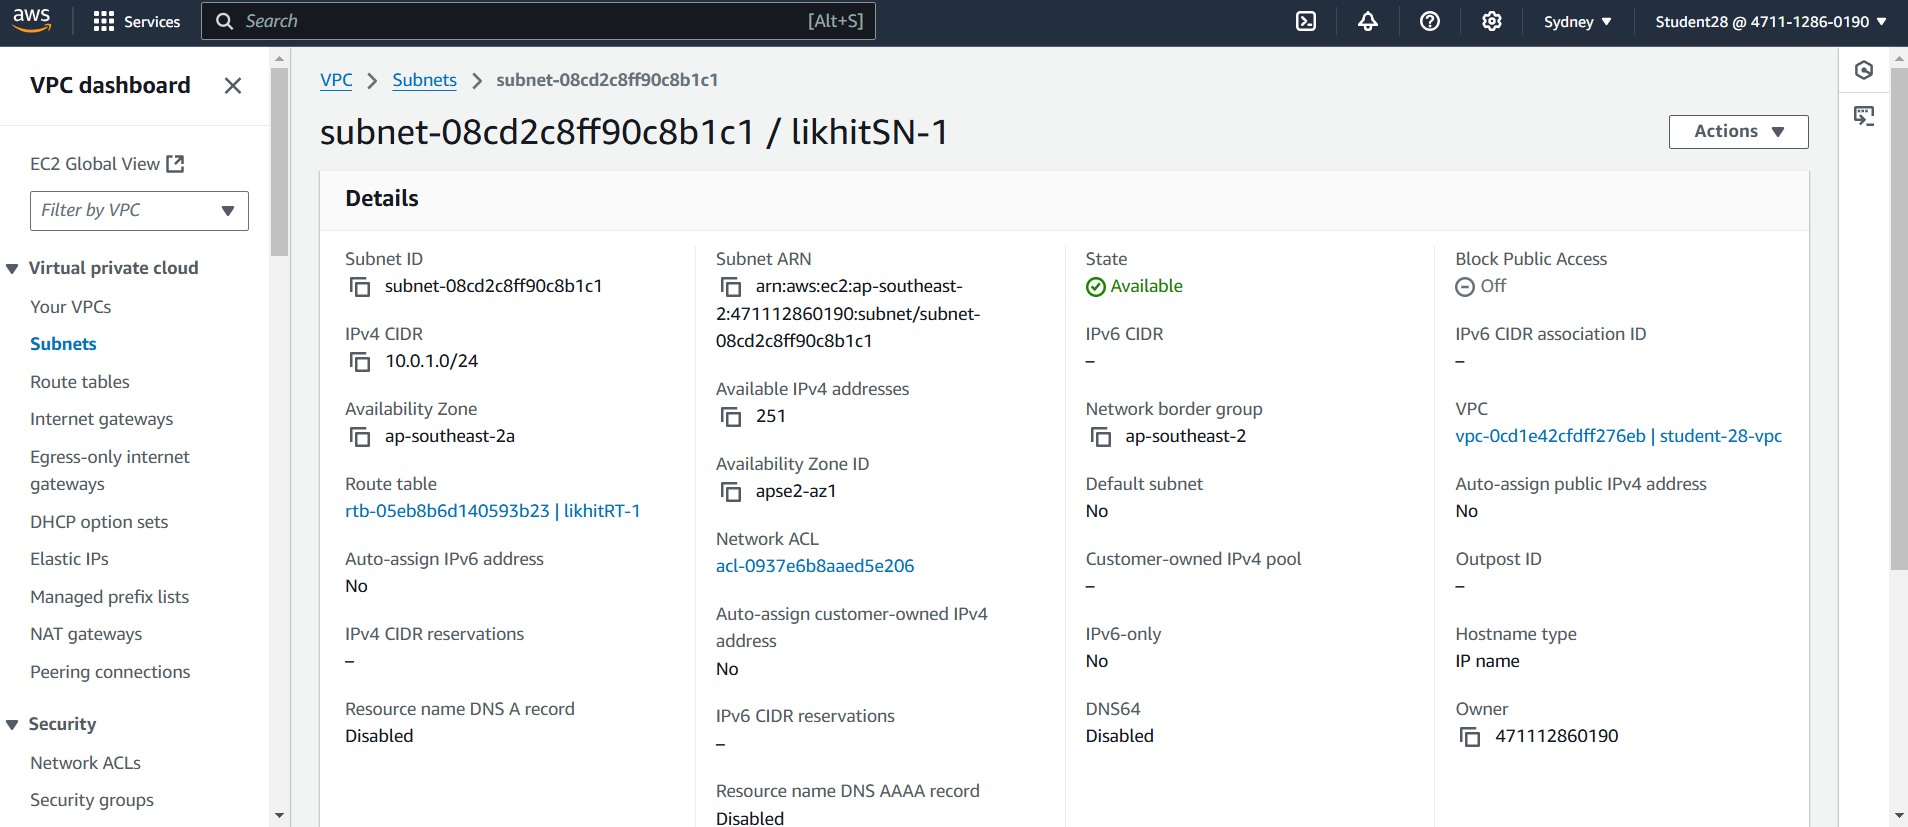 aws
Services
Search
[Alt+S]
Sydney
Student28 @ 4711-1286-0190
VPC dashboard
EC2 Global View
Filter by VPC
Virtual private cloud
Your VPCs
Subnets
Route tables
Internet gateways
Egress-only internet
gateways
DHCP option sets
Elastic IPs
Managed prefix lists
NAT gateways
Peering connections
Security
Network ACLs
Security groups
VPC > Subnets > subnet-08cd2c8ff90c8b1c1
subnet-08cd2c8ff90c8b1c1 / likhitSN-1
Actions
Details
Subnet ID
subnet-08cd2c8ff90c8b1c1
IPv4 CIDR
10.0.1.0/24
Availability Zone
ap-southeast-2a
Route table
rtb-05eb8b6d140593b23 | likhitRT-1
Auto-assign IPv6 address
No
IPv4 CIDR reservations
–
Resource name DNS A record
Disabled
Subnet ARN
arn:aws:ec2:ap-southeast-
2:471112860190:subnet/subnet-
08cd2c8ff90c8b1c1
Available IPv4 addresses
251
Availability Zone ID
apse2-az1
Network ACL
acl-0937e6b8aaed5e206
Auto-assign customer-owned IPv4
address
No
IPv6 CIDR reservations
–
Resource name DNS AAAA record
Disabled
State
Available
IPv6 CIDR
–
Network border group
ap-southeast-2
Default subnet
No
Customer-owned IPv4 pool
–
IPv6-only
No
DNS64
Disabled
Block Public Access
Off
IPv6 CIDR association ID
–
VPC
vpc-0cd1e42cfdff276eb | student-28-vpc
Auto-assign public IPv4 address
No
Outpost ID
–
Hostname type
IP name
Owner
471112860190